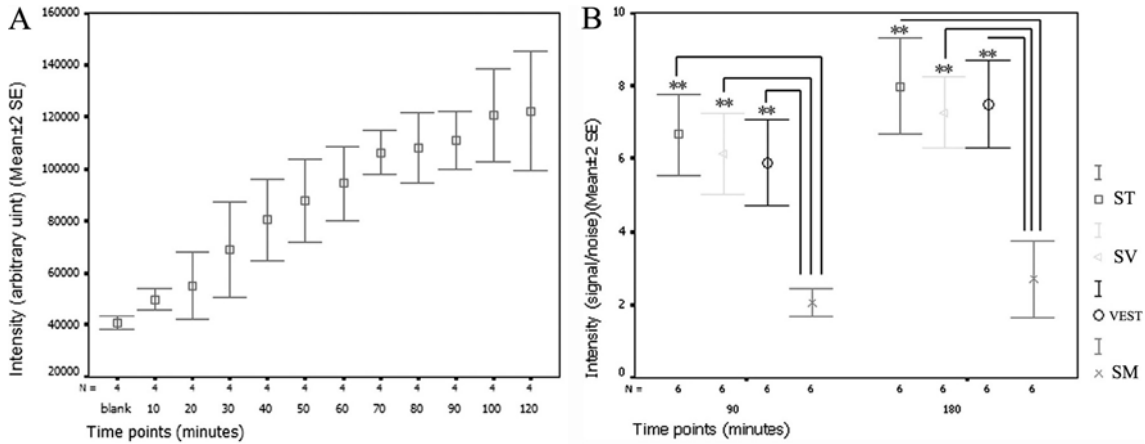 A
160000
140000
120000
100000
80000
60000
40000
20000
Intensity (arbitrary uint) (Mean±2 SE)
N = 4 4 4 4 4 4 4 4 4 4 4 4
blank 10 20 30 40 50 60 70 80 90 100 120
Time points (minutes)
B
10
8
6
4
2
0
Intensity (signal/noise)(Mean±2 SE)
** ** ** ** ** **
N = 6 6 6 6 6 6 6 6
90 180
Time points (minutes)
ST
SV
VEST
SM